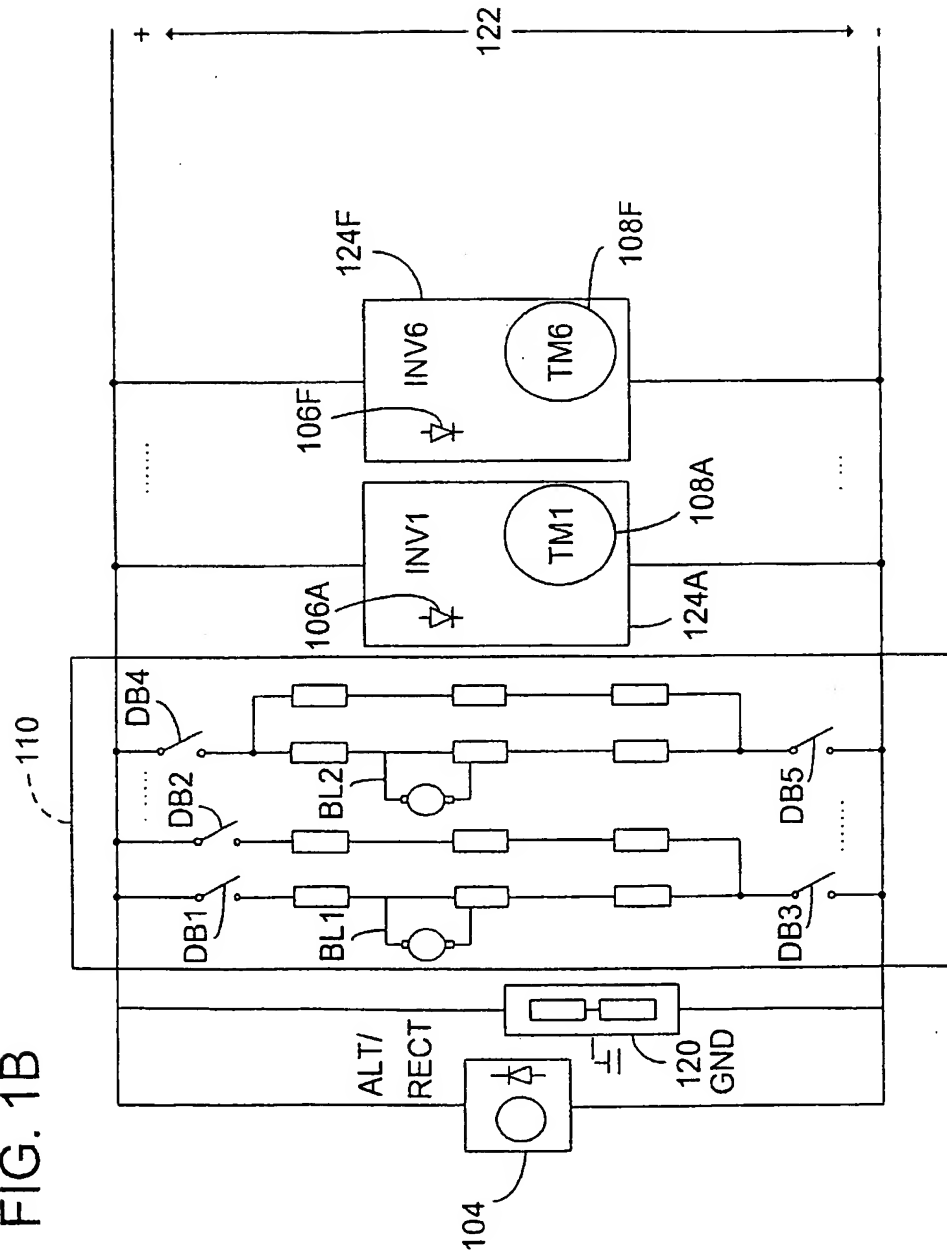 FIG. 1B
110
+
122
-
DB4
DB2
DB1
BL2
BL1
DB5
DB3
124F
106F
INV6
TM6
108F
106A
INV1
TM1
108A
124A
ALT/
RECT
120
GND
104